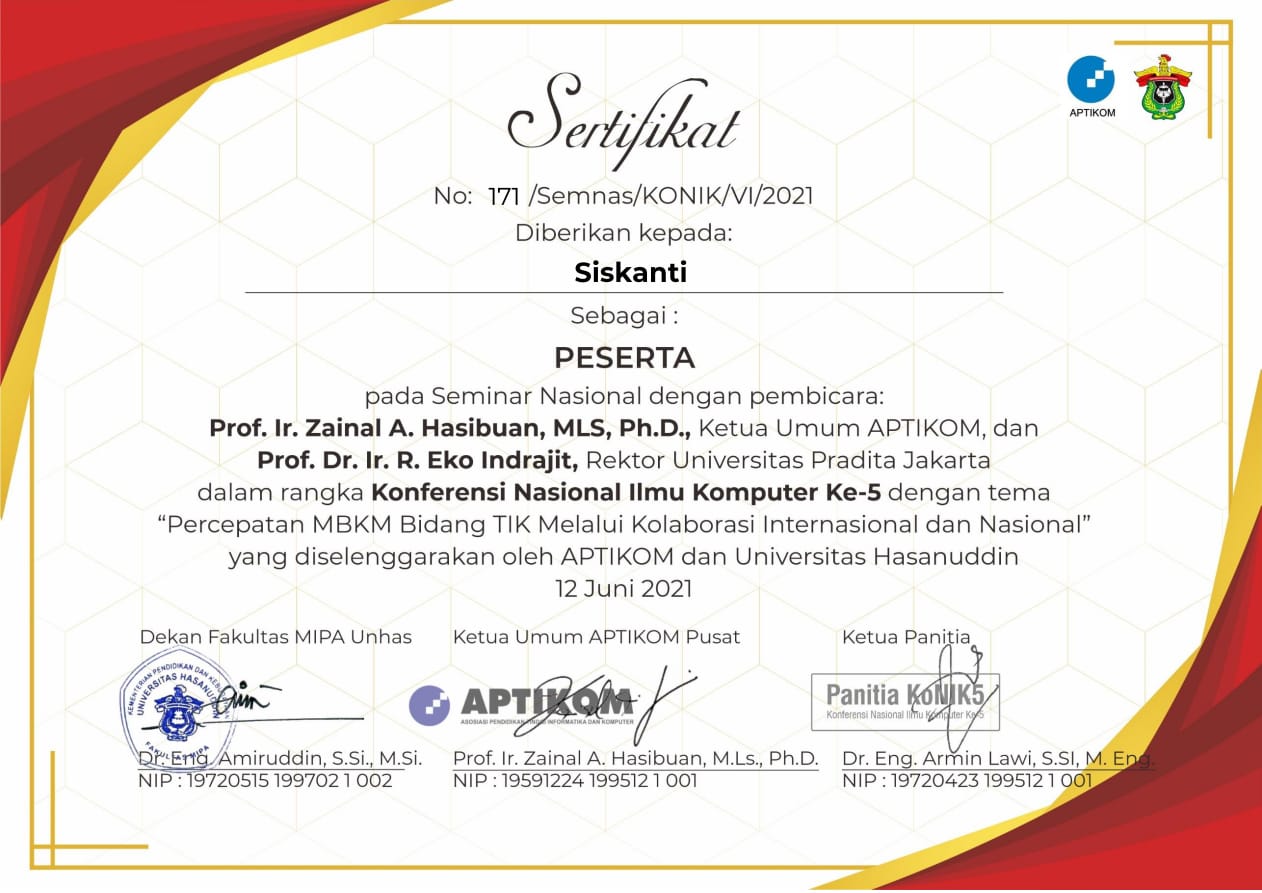 APTIKOM
Sertifikat
No: 171 /Semnas/KONIK/VI/2021
Diberikan kepada:
Siskanti
Sebagai :
PESERTA
pada Seminar Nasional dengan pembicara:
Prof. Ir. Zainal A. Hasibuan, MLS, Ph.D., Ketua Umum APTIKOM, dan
Prof. Dr. Ir. R. Eko Indrajit, Rektor Universitas Pradita Jakarta
dalam rangka Konferensi Nasional Ilmu Komputer Ke-5 dengan tema
“Percepatan MBKM Bidang TIK Melalui Kolaborasi Internasional dan Nasional”
yang diselenggarakan oleh APTIKOM dan Universitas Hasanuddin
12 Juni 2021
Dekan Fakultas MIPA Unhas
KEMENTERIAN PENDIDIKAN DAN
UNIVERSITAS HASANUDDIN
FAKULTAS MIPA
Dr. Eng. Amiruddin, S.Si., M.Si.
NIP : 19720515 199702 1 002
Ketua Umum APTIKOM Pusat
APTIKOM
ASOSIASI PENDIDIKAN TINGGI INFORMATIKA DAN KOMPUTER
Prof. Ir. Zainal A. Hasibuan, M.Ls., Ph.D.
NIP : 19591224 199512 1 001
Ketua Panitia
Panitia KoNIK5
Konferensi Nasional Ilmu Komputer Ke-5
Dr. Eng. Armin Lawi, S.SI, M. Eng.
NIP : 19720423 199512 1 001